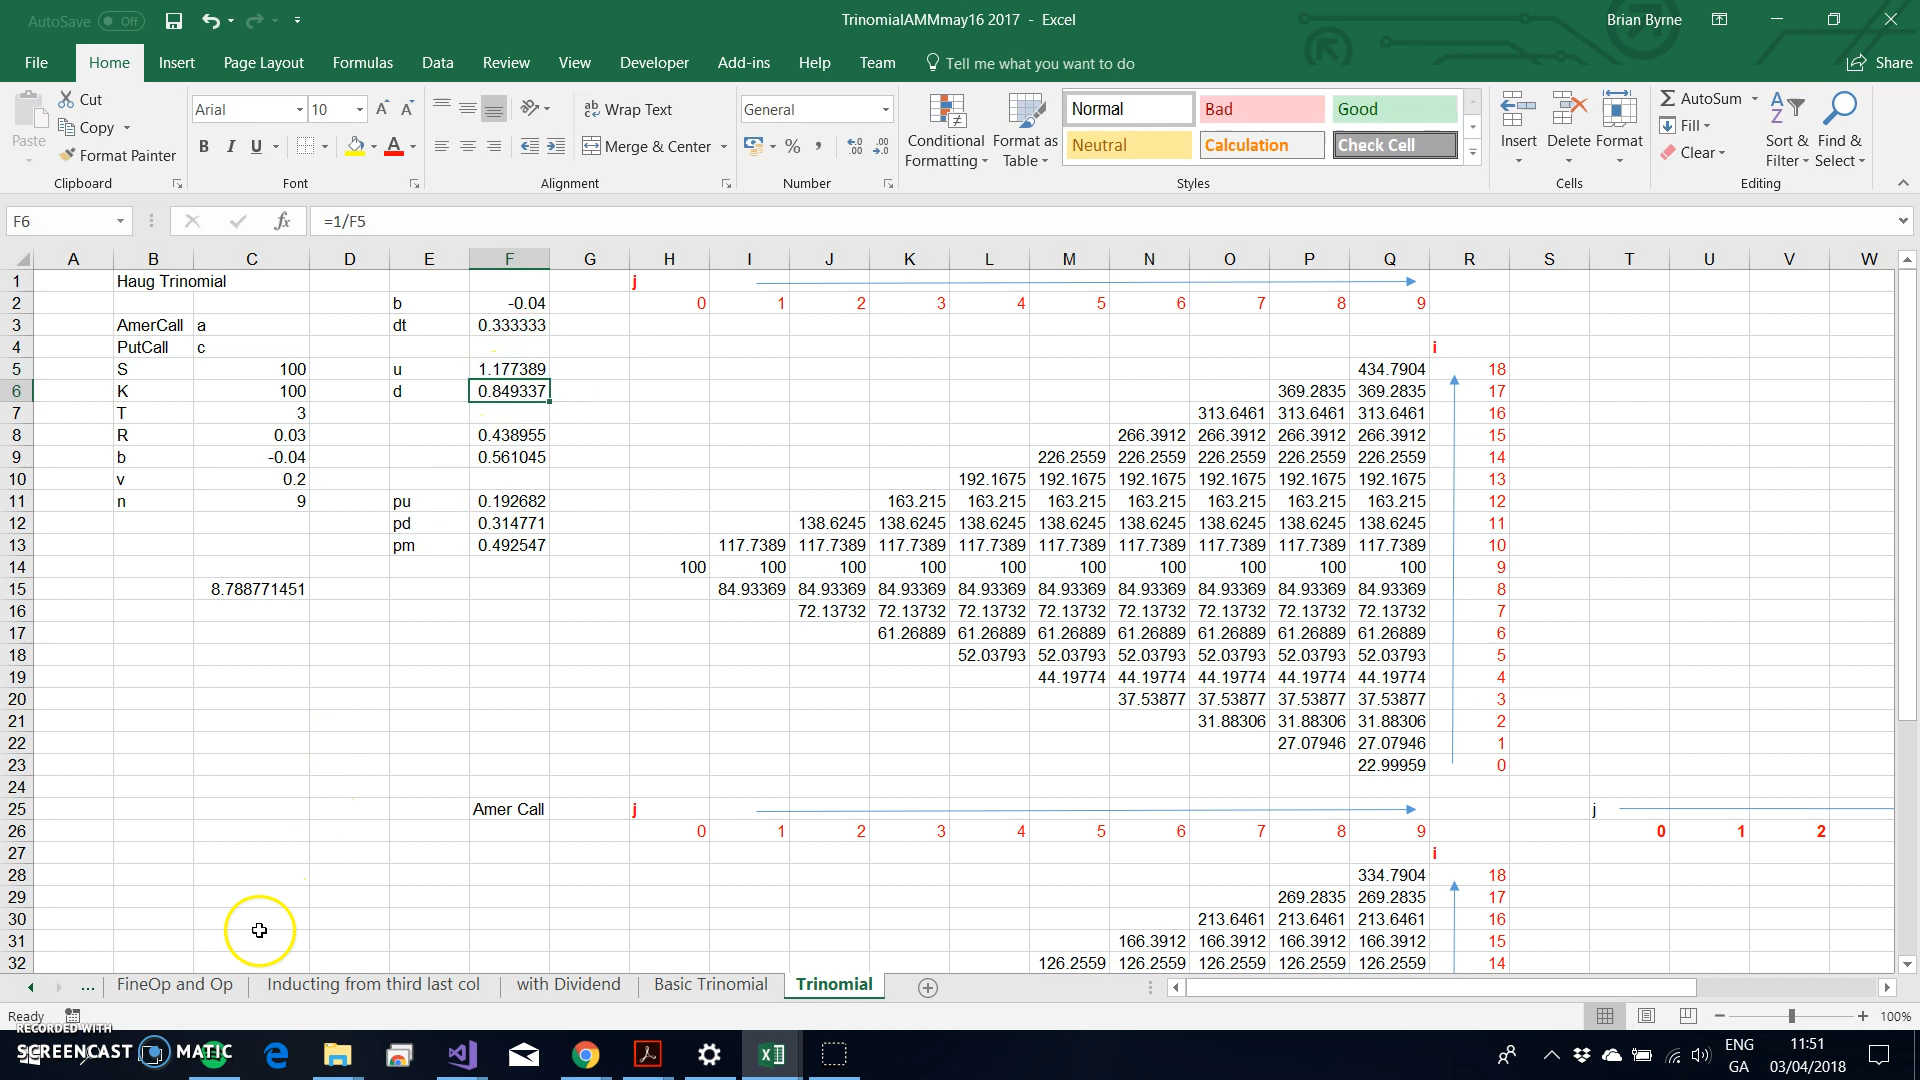 AutoSave Off TrinomialAMMmay16 2017 - Excel Brian Byrne
File Home Insert Page Layout Formulas Data Review View Developer Add-ins Help Team Tell me what you want to do Share
Paste Cut Copy Format Painter Clipboard
Arial 10 A A B I U A Font
ab Wrap Text Merge & Center Alignment
General % , Number
Conditional Formatting Format as Table Normal Bad Good Neutral Calculation Check Cell Styles
Insert Delete Format Cells
AutoSum Fill Clear Sort & Filter Find & Select Editing
F6 fx =1/F5
A B C D E F G H I J K L M N O P Q R S T U V W
1 Haug Trinomial j
2 b -0.04 0 1 2 3 4 5 6 7 8 9
3 AmerCall a dt 0.333333
4 PutCall c i
5 S 100 u 1.177389 434.7904 18
6 K 100 d 0.849337 369.2835 369.2835 17
7 T 3 313.6461 313.6461 313.6461 16
8 R 0.03 0.438955 266.3912 266.3912 266.3912 266.3912 15
9 b -0.04 0.561045 226.2559 226.2559 226.2559 226.2559 226.2559 14
10 v 0.2 192.1675 192.1675 192.1675 192.1675 192.1675 192.1675 13
11 n 9 pu 0.192682 163.215 163.215 163.215 163.215 163.215 163.215 163.215 12
12 pd 0.314771 138.6245 138.6245 138.6245 138.6245 138.6245 138.6245 138.6245 138.6245 11
13 pm 0.492547 117.7389 117.7389 117.7389 117.7389 117.7389 117.7389 117.7389 117.7389 117.7389 10
14 100 100 100 100 100 100 100 100 100 100 9
15 8.788771451 84.93369 84.93369 84.93369 84.93369 84.93369 84.93369 84.93369 84.93369 84.93369 8
16 72.13732 72.13732 72.13732 72.13732 72.13732 72.13732 72.13732 72.13732 7
17 61.26889 61.26889 61.26889 61.26889 61.26889 61.26889 61.26889 6
18 52.03793 52.03793 52.03793 52.03793 52.03793 52.03793 5
19 44.19774 44.19774 44.19774 44.19774 44.19774 4
20 37.53877 37.53877 37.53877 37.53877 3
21 31.88306 31.88306 31.88306 2
22 27.07946 27.07946 1
23 22.99959 0
24
25 Amer Call j j
26 0 1 2 3 4 5 6 7 8 9 0 1 2
27 i
28 334.7904 18
29 269.2835 269.2835 17
30 213.6461 213.6461 213.6461 16
31 166.3912 166.3912 166.3912 166.3912 15
32 126.2559 126.2559 126.2559 126.2559 126.2559 14
... FineOp and Op Inducting from third last col with Dividend Basic Trinomial Trinomial
Ready 100%
RECORDED WITH
SCREENCAST MATIC
ENG 11:51
GA 03/04/2018